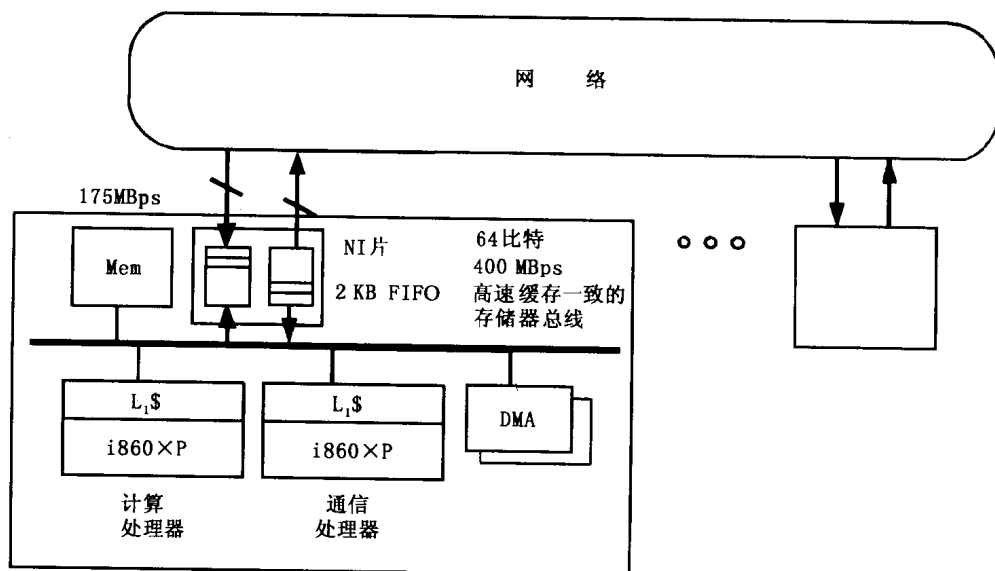 网 络
175MBps
Mem
NI片
2 KB FIFO
64比特
400 MBps
高速缓存一致的
存储器总线
L₁$
i860×P
L₁$
i860×P
DMA
计算
处理器
通信
处理器